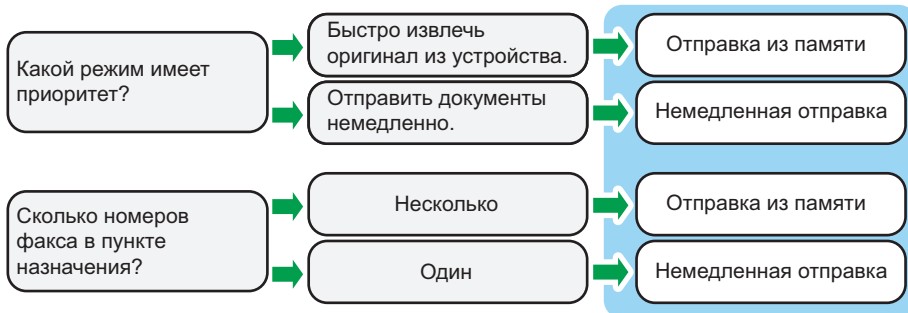 Какой режим имеет
приоритет?
Быстро извлечь
оригинал из устройства.
Отправка из памяти
Отправить документы
немедленно.
Немедленная отправка
Сколько номеров
факса в пункте
назначения?
Несколько
Отправка из памяти
Один
Немедленная отправка